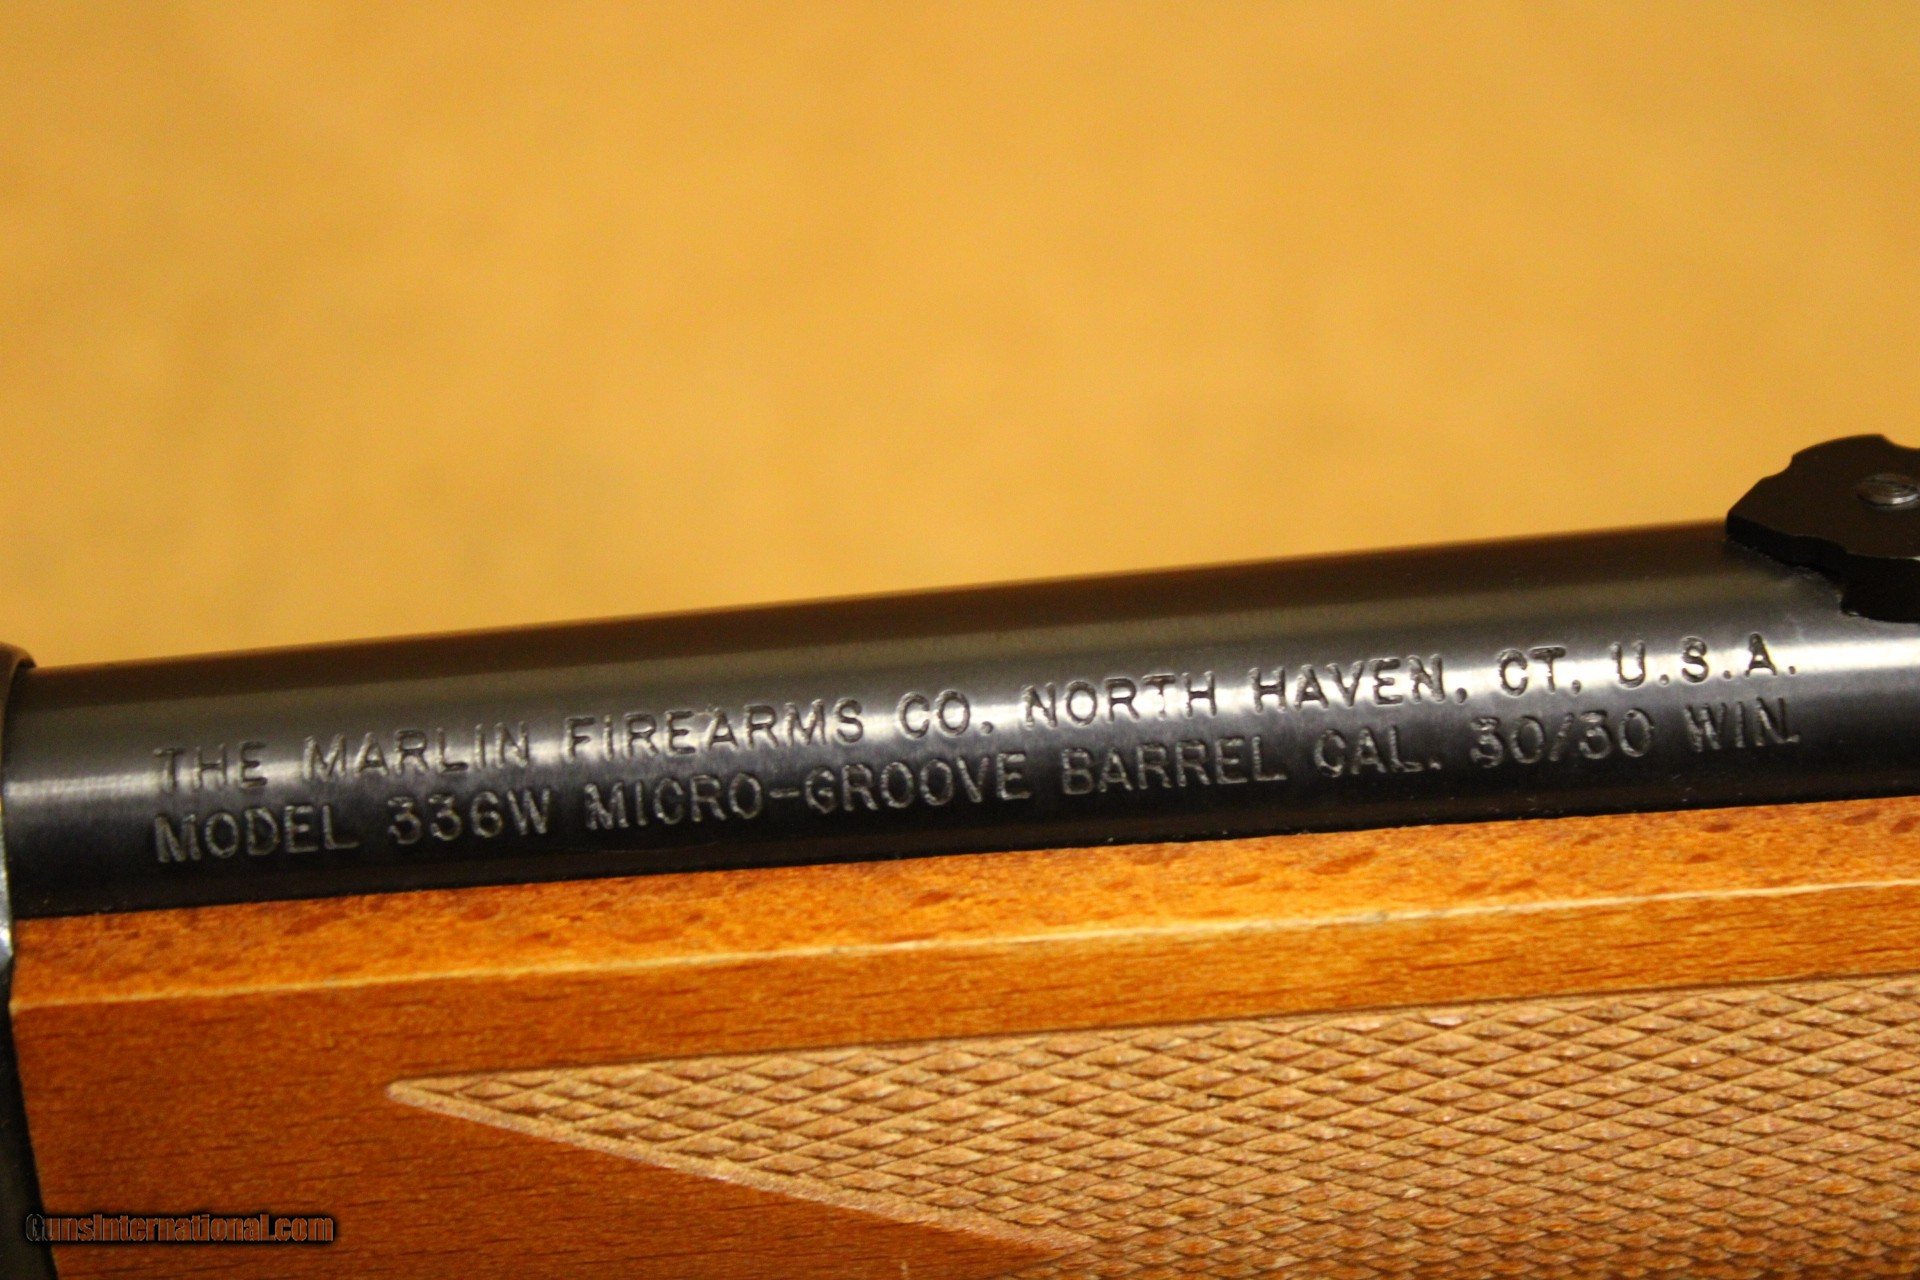 THE MARLIN FIREARMS CO. NORTH HAVEN, CT. U.S.A.
MODEL 336W MICRO-GROOVE BARREL CAL. 30/30 WIN.
GunsInternational.com